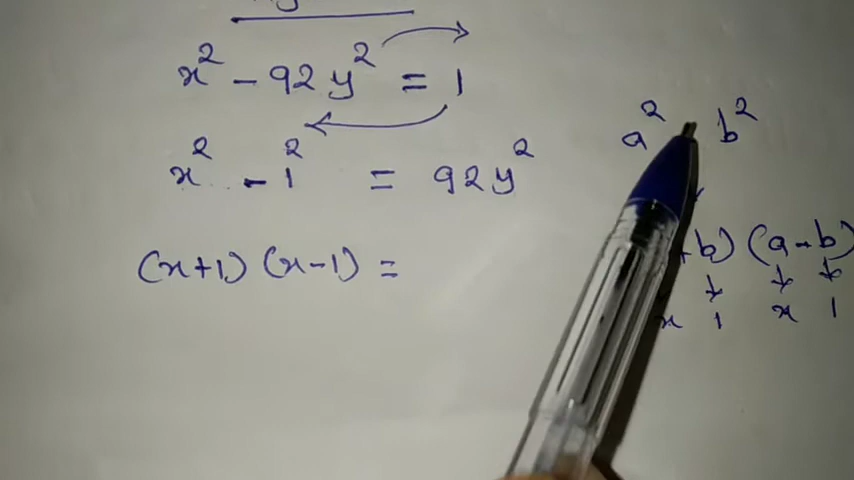 x² - 92y² = 1
a² b²
x² - 1² = 92y²
(x+1) (x-1) =
+b) (a-b)
x 1 x 1